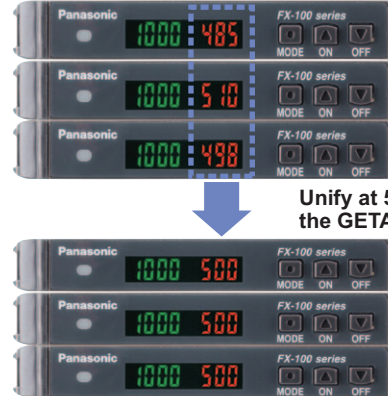 Panasonic FX-100 series
1000 485
MODE ON OFF
Panasonic FX-100 series
1000 510
MODE ON OFF
Panasonic FX-100 series
1000 498
MODE ON OFF
Unify at
the
Panasonic FX-100 series
1000 500
MODE ON OFF
Panasonic FX-100 series
1000 500
MODE ON OFF
Panasonic FX-100 series
1000 500
MODE ON OFF